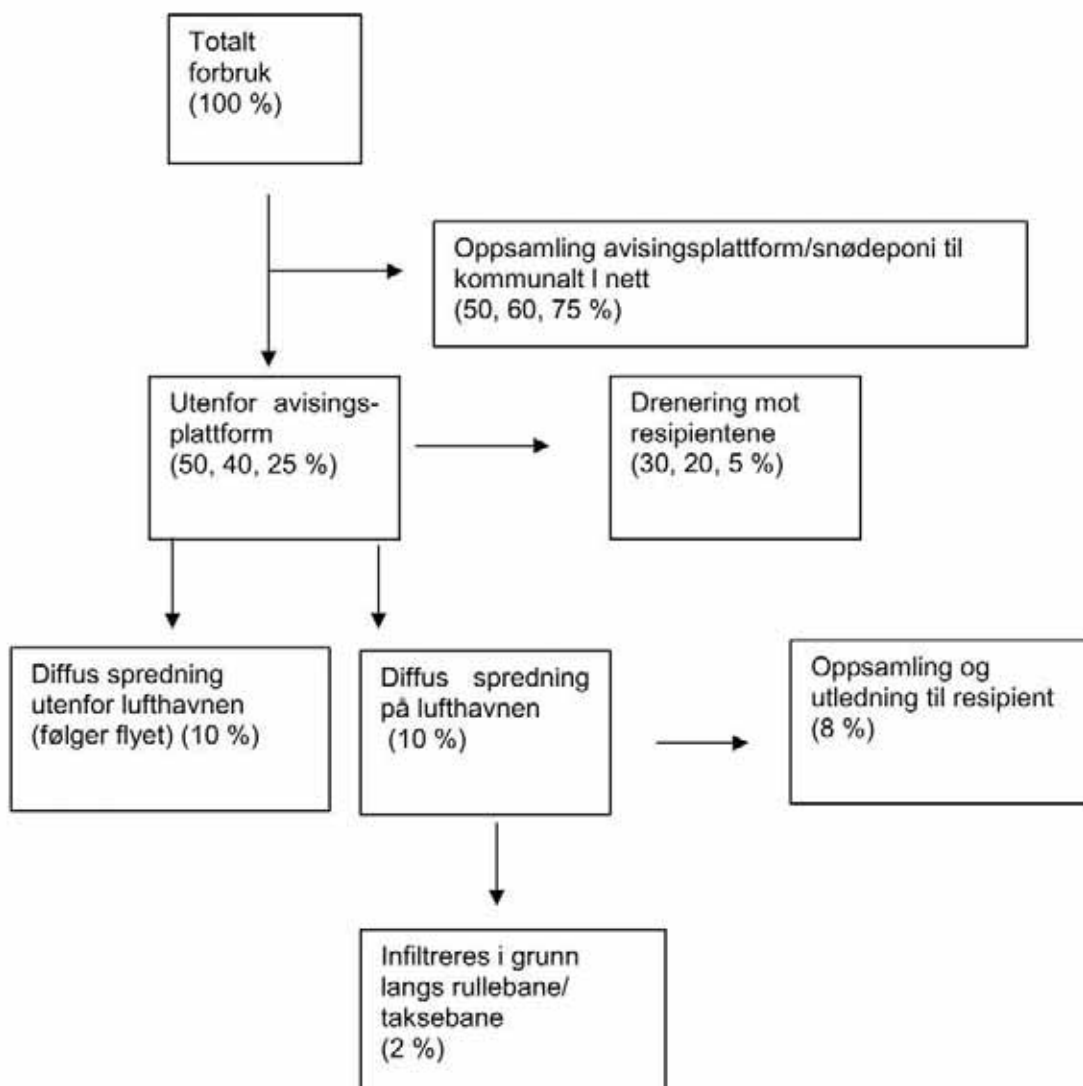 Totalt
forbruk
(100 %)
Oppsamling avisingsplattform/snødeponi til
kommunalt I nett
(50, 60, 75 %)
Utenfor avisings-
plattform
(50, 40, 25 %)
Drenering mot
resipientene
(30, 20, 5 %)
Diffus spredning
utenfor lufthavnen
(følger flyet) (10 %)
Diffus spredning
på lufthavnen
(10 %)
Oppsamling og
utledning til resipient
(8 %)
Infiltreres i grunn
langs rullebane/
taksebane
(2 %)